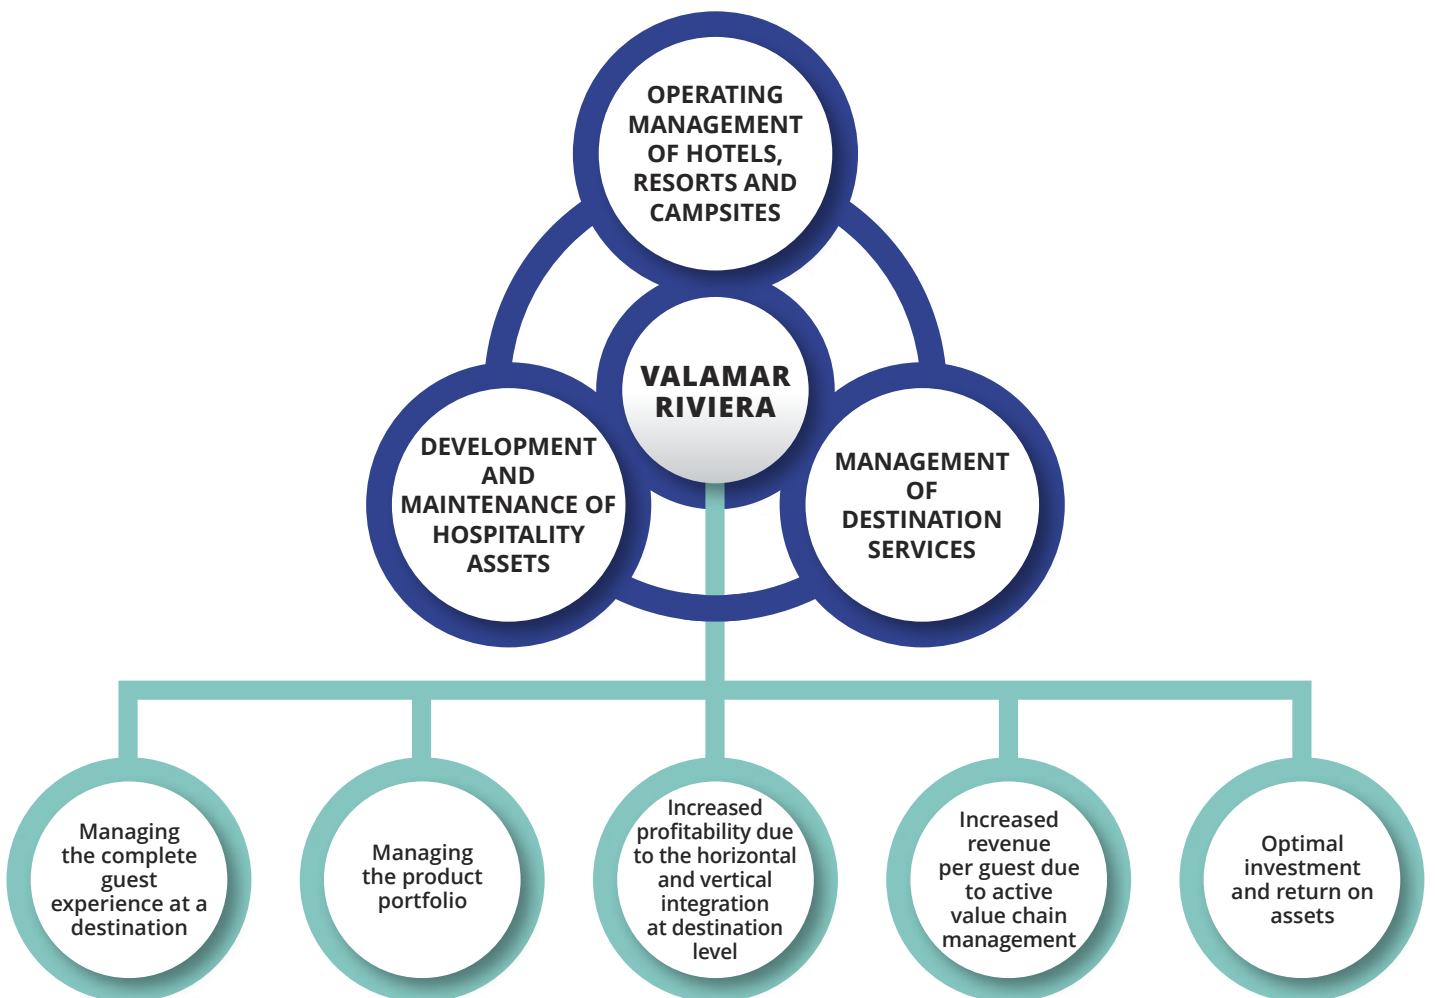 OPERATING
MANAGEMENT
OF HOTELS,
RESORTS AND
CAMPSITES
VALAMAR
RIVIERA
DEVELOPMENT
AND
MAINTENANCE OF
HOSPITALITY
ASSETS
MANAGEMENT
OF
DESTINATION
SERVICES
Managing
the complete
guest
experience at a
destination
Managing
the product
portfolio
Increased
profitability due
to the horizontal
and vertical
integration
at destination
level
Increased
revenue
per guest due
to active
value chain
management
Optimal
investment
and return on
assets